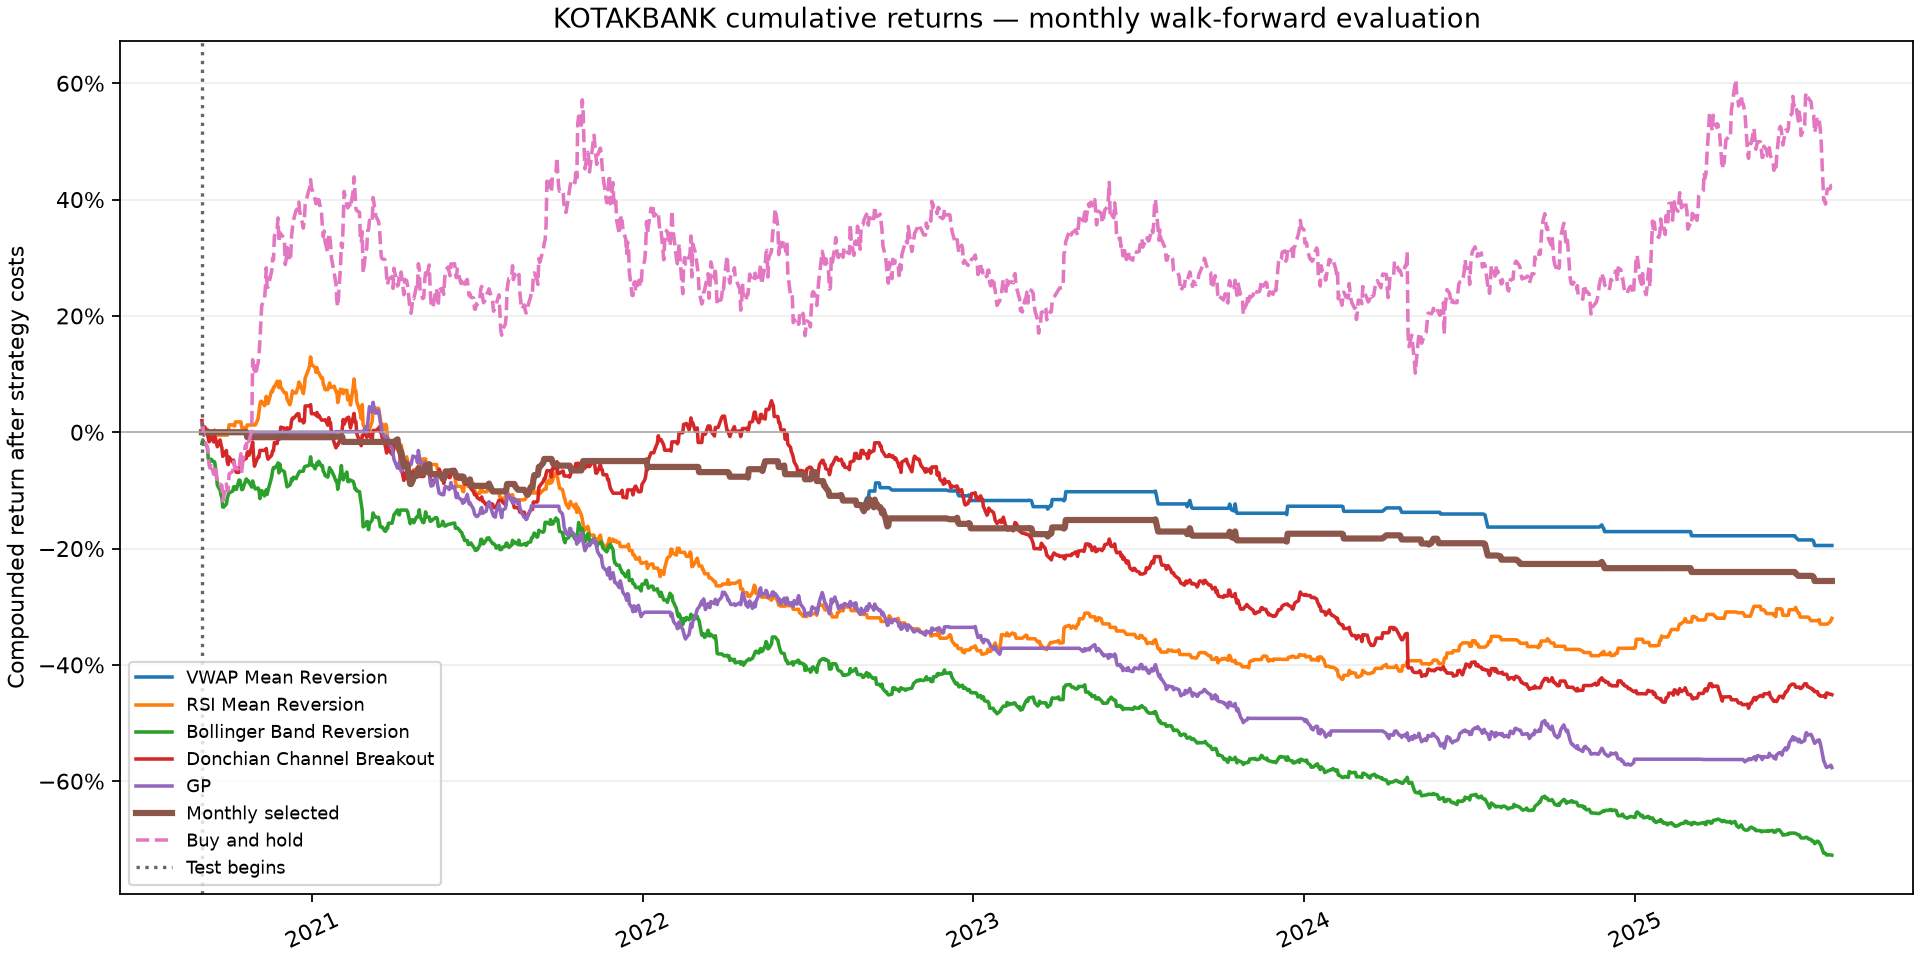 KOTAKBANK cumulative returns — monthly walk-forward evaluation
Compounded return after strategy costs
60%
40%
20%
0%
−20%
−40%
−60%
VWAP Mean Reversion
RSI Mean Reversion
Bollinger Band Reversion
Donchian Channel Breakout
GP
Monthly selected
Buy and hold
Test begins
2021
2022
2023
2024
2025